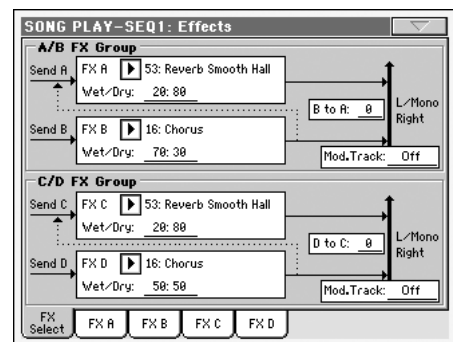 SONG PLAY-SEQ1: Effects
A/B FX Group
Send A
FX A 53: Reverb Smooth Hall
Wet/Dry: 20: 80
B to A: 0
L/Mono
Right
Send B
FX B 16: Chorus
Wet/Dry: 70: 30
Mod.Track: Off
C/D FX Group
Send C
FX C 53: Reverb Smooth Hall
Wet/Dry: 20: 80
D to C: 0
L/Mono
Right
Send D
FX D 16: Chorus
Wet/Dry: 50: 50
Mod.Track: Off
FX Select
FX A
FX B
FX C
FX D